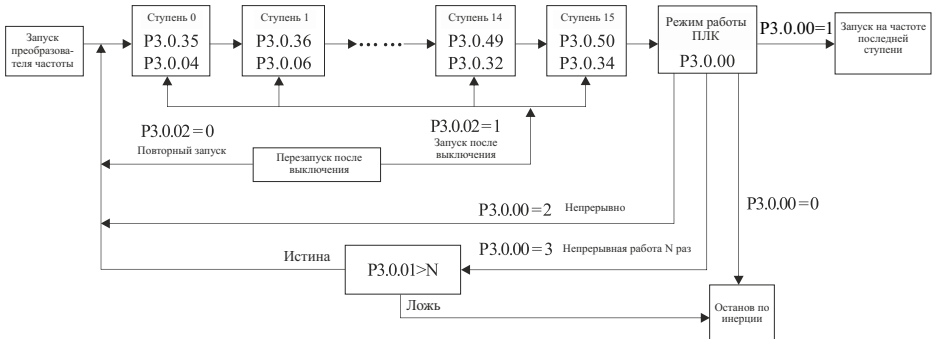 Запуск
преобразова-
теля частоты
Ступень 0
P3.0.35
P3.0.04
Ступень 1
P3.0.36
P3.0.06
Ступень 14
P3.0.49
P3.0.32
Ступень 15
P3.0.50
P3.0.34
Режим работы
ПЛК
P3.0.00
P3.0.00=1
Запуск на частоте
последней
ступени
P3.0.02=0
Повторный запуск
Перезапуск после
выключения
P3.0.02=1
Запуск после
выключения
P3.0.00=2 Непрерывно
P3.0.00=0
P3.0.00=3 Непрерывная работа N раз
Истина
P3.0.01>N
Ложь
Останов по
инерции